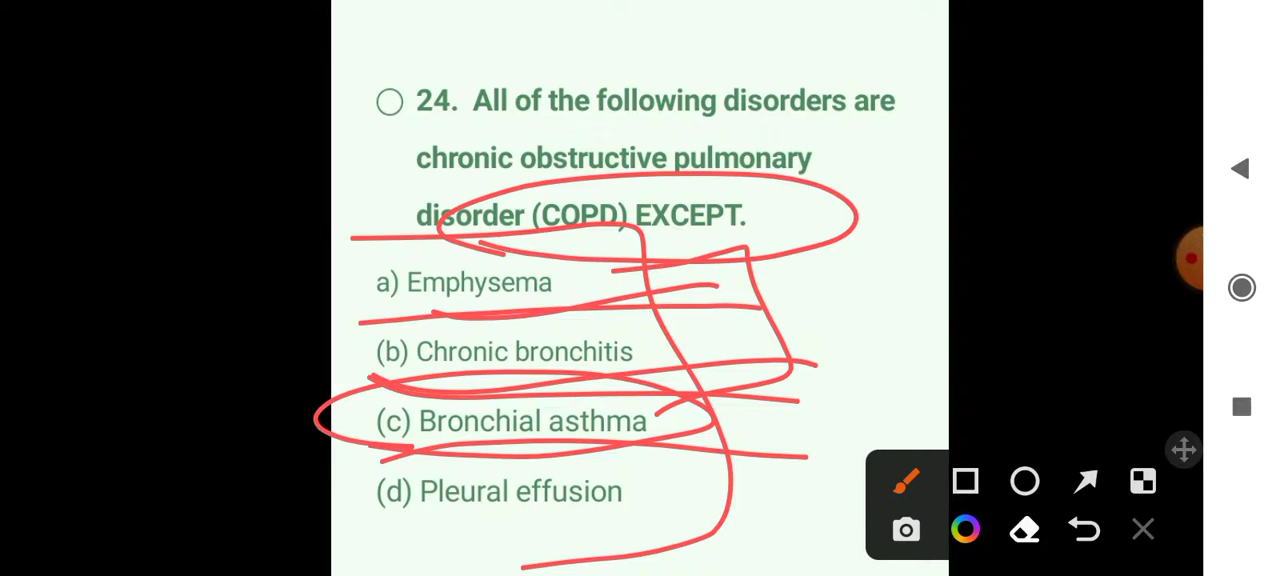 24. All of the following disorders are
chronic obstructive pulmonary
disorder (COPD) EXCEPT.
a) Emphysema
(b) Chronic bronchitis
(c) Bronchial asthma
(d) Pleural effusion